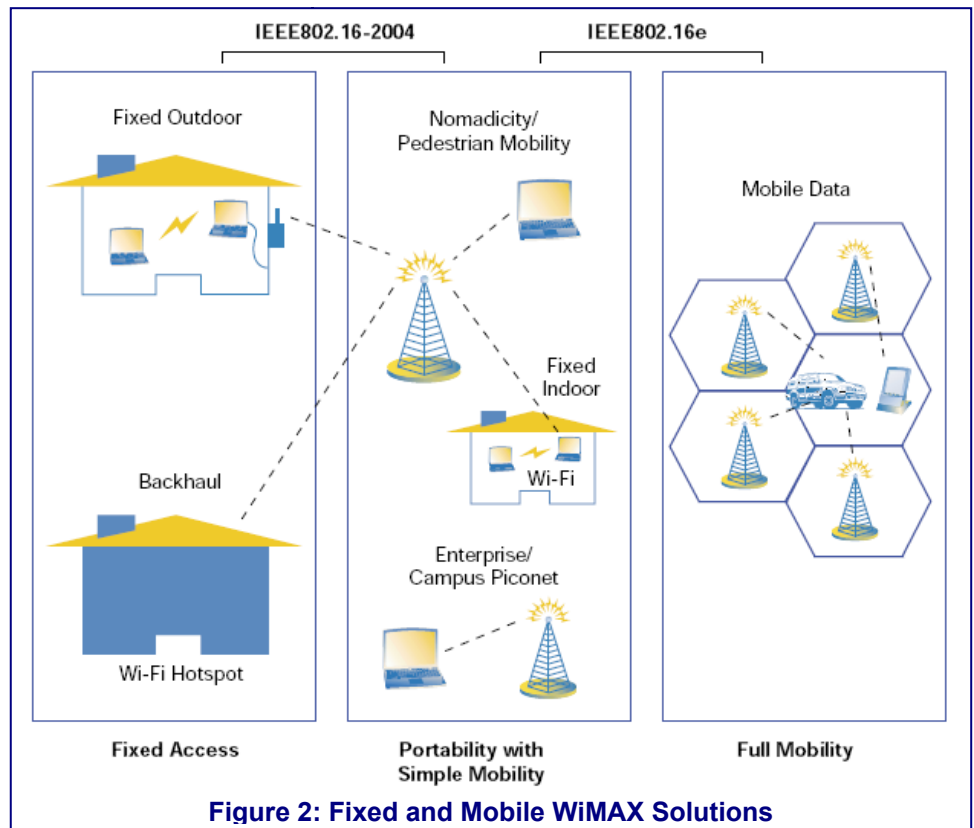 IEEE802.16-2004
IEEE802.16e
Fixed Outdoor
Backhaul
Wi-Fi Hotspot
Fixed Access
Nomadicity/
Pedestrian Mobility
Fixed
Indoor
Wi-Fi
Enterprise/
Campus Piconet
Portability with
Simple Mobility
Mobile Data
Full Mobility
Figure 2: Fixed and Mobile WiMAX Solutions